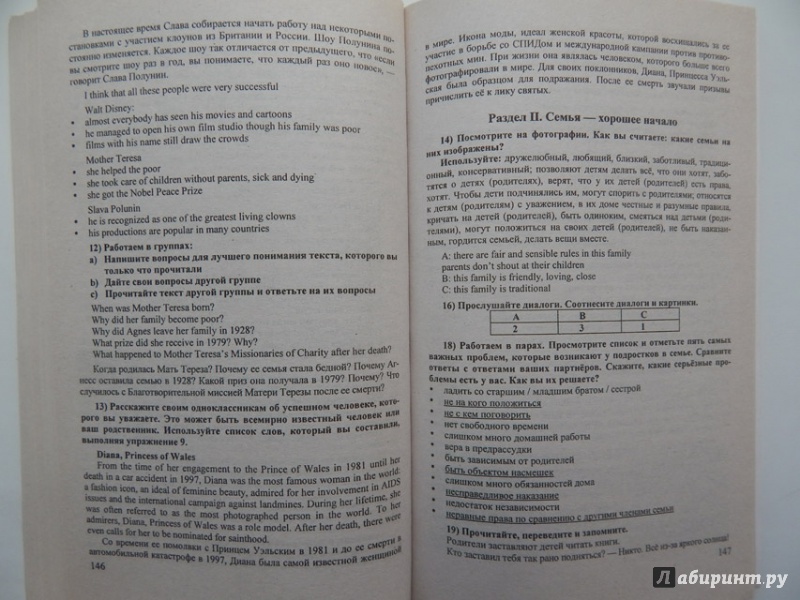 В настоящее время Слава собирается начать работу над некоторыми по-
становками с участием клоунов из Британии и России. Шоу Полунина по-
стоянно изменяется. Каждое шоу так отличается от предыдущего, что «если
вы смотрите шоу раз в год, вы понимаете, что каждый раз оно новое», —
говорит Слава Полунин.
I think that all these people were very successful
Walt Disney:
• almost everybody has seen his movies and cartoons
• he managed to open his own film studio though his family was poor
• films with his name still draw the crowds
Mother Teresa
• she helped the poor
• she took care of children without parents, sick and dying
• she got the Nobel Peace Prize
Slava Polunin
• he is recognized as one of the greatest living clowns
• his productions are popular in many countries
12) Работаем в группах:
a) Напишите вопросы для лучшего понимания текста, которого вы
только что прочитали
b) Дайте свои вопросы другой группе
c) Прочитайте текст другой группы и ответьте на их вопросы
When was Mother Teresa born?
Why did her family become poor?
Why did Agnes leave her family in 1928?
What prize did she receive in 1979? Why?
What happened to Mother Teresa's Missionaries of Charity after her death?
Когда родилась Мать Тереза? Почему ее семья стала бедной? Почему Аг-
несс оставила семью в 1928? Какой приз она получала в 1979? Почему? Что
случилось с Благотворительной миссией Матери Терезы после ее смерти?
13) Расскажите своим одноклассникам об успешном человеке, кото-
рого вы уважаете. Это может быть всемирно известный человек или
ваш родственник. Используйте список слов, который вы составили,
выполняя упражнение 9.
Diana, Princess of Wales
From the time of her engagement to the Prince of Wales in 1981 until her
death in a car accident in 1997, Diana was the most famous woman in the world:
a fashion icon, an ideal of feminine beauty, admired for her involvement in AIDS
issues and the international campaign against landmines. During her lifetime, she
was often referred to as the most photographed person in the world. To her
admirers, Diana, Princess of Wales was a role model. After her death, there were
even calls for her to be nominated for sainthood.
Со времени ее помолвки с Принцем Уэльским в 1981 и до ее смерти в
автомобильной катастрофе в 1997, Диана была самой известной женщиной
146
в мире. Икона моды, идеал женской красоты, которой восхищались за ее
участие в борьбе со СПИДом и международной кампании против противо-
пехотных мин. При жизни она являлась человеком, которого больше всего
фотографировали в мире. Для своих поклонников, Диана, Принцесса Уэль-
ская была образцом для подражания. После ее смерти звучали призывы
причислить её к лику святых.
Раздел II. Семья — хорошее начало
14) Посмотрите на фотографии. Как вы считаете: какие семьи на
них изображены?
Используйте: дружелюбный, любящий, близкий, заботливый, традици-
онный, консервативный; позволяют детям делать всё, что они хотят, забо-
тятся о детях (родителях), верят, что у их детей (родителей) есть права,
хотят. Чтобы дети подчинялись им, могут спорить с родителями; относятся
к детям (родителям) с уважением, в их доме честные и разумные правила,
кричать на детей (родителей), быть одиноким, смеяться над детьми (роди-
телями), могут положиться на своих детей (родителей), быть не наказан-
ным, гордится семьей, делать вещи вместе.
A: there are fair and sensible rules in this family
parents don't shout at their children
B: this family is friendly, loving, close
C: this family is traditional
16) Прослушайте диалоги. Соотнесите диалоги и картинки.
A B C
2 3 1
18) Работаем в парах. Просмотрите список и отметьте пять самых
важных проблем, которые возникают у подростков в семье. Сравните
ответы с ответами ваших партнёров. Скажите, какие серьёзные про-
блемы есть у вас. Как вы их решаете?
• ладить со старшим / младшим братом / сестрой
• не на кого положиться
• не с кем поговорить
• нет свободного времени
• слишком много домашней работы
• вера в предрассудки
• быть зависимым от родителей
• быть объектом насмешек
• слишком много обязанностей дома
• несправедливое наказание
• недостаток независимости
• неравные права по сравнению с другими членами семьи
19) Прочитайте, переведите и запомните.
Родители заставляют детей читать книги.
Кто заставил тебя так рано подняться? — Никто. Всё из-за яркого солнца!
147
Лабиринт.ру